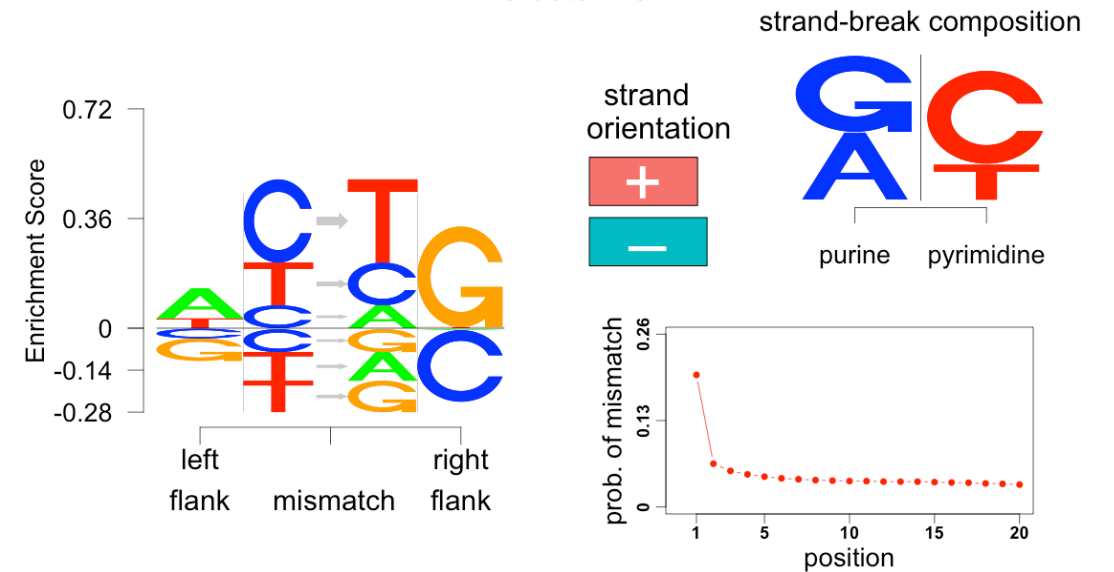 strand-break composition
G C
A T
purine pyrimidine
strand
orientation
+
−
Enrichment Score
0.72
0.36
0
-0.14
-0.28
A
T
C
G
C T
T C
C A
C G
T A
T G
G
C
left
flank
mismatch
right
flank
prob. of mismatch
0.26
0.13
0
1 5 10 15 20
position